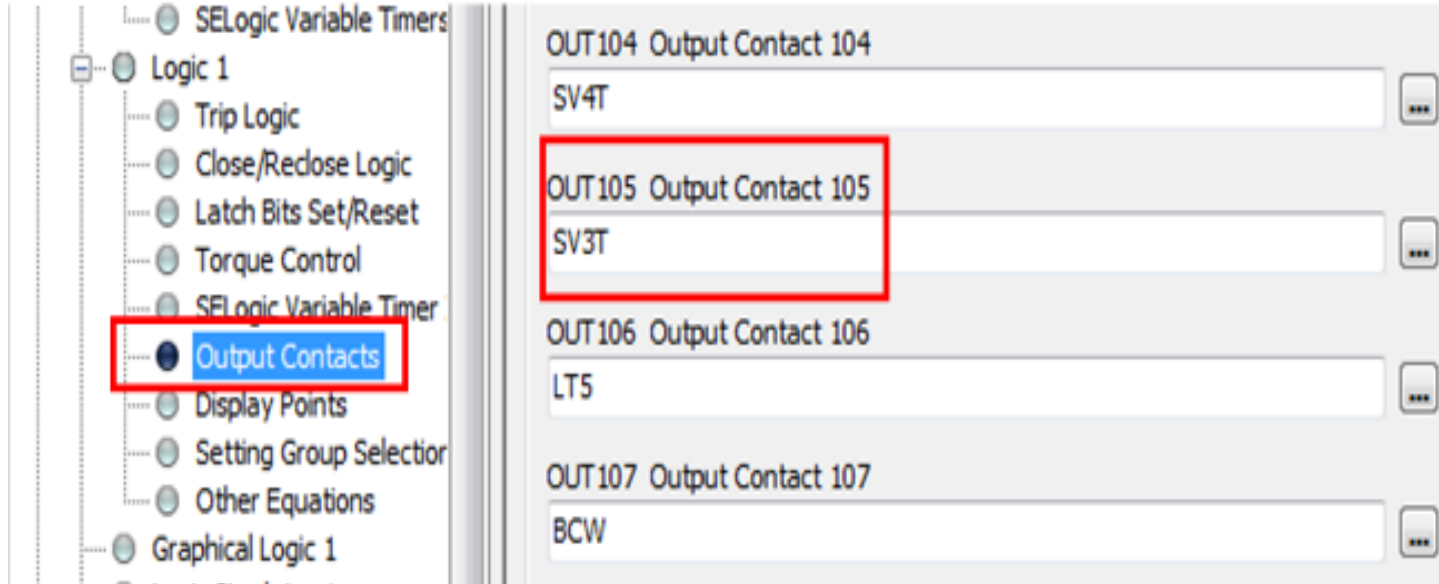 SELogic Variable Timers
Logic 1
Trip Logic
Close/Reclose Logic
Latch Bits Set/Reset
Torque Control
SELogic Variable Timer
Output Contacts
Display Points
Setting Group Selection
Other Equations
Graphical Logic 1
OUT104 Output Contact 104
SV4T
...
OUT105 Output Contact 105
SV3T
...
OUT106 Output Contact 106
LT5
...
OUT107 Output Contact 107
BCW
...